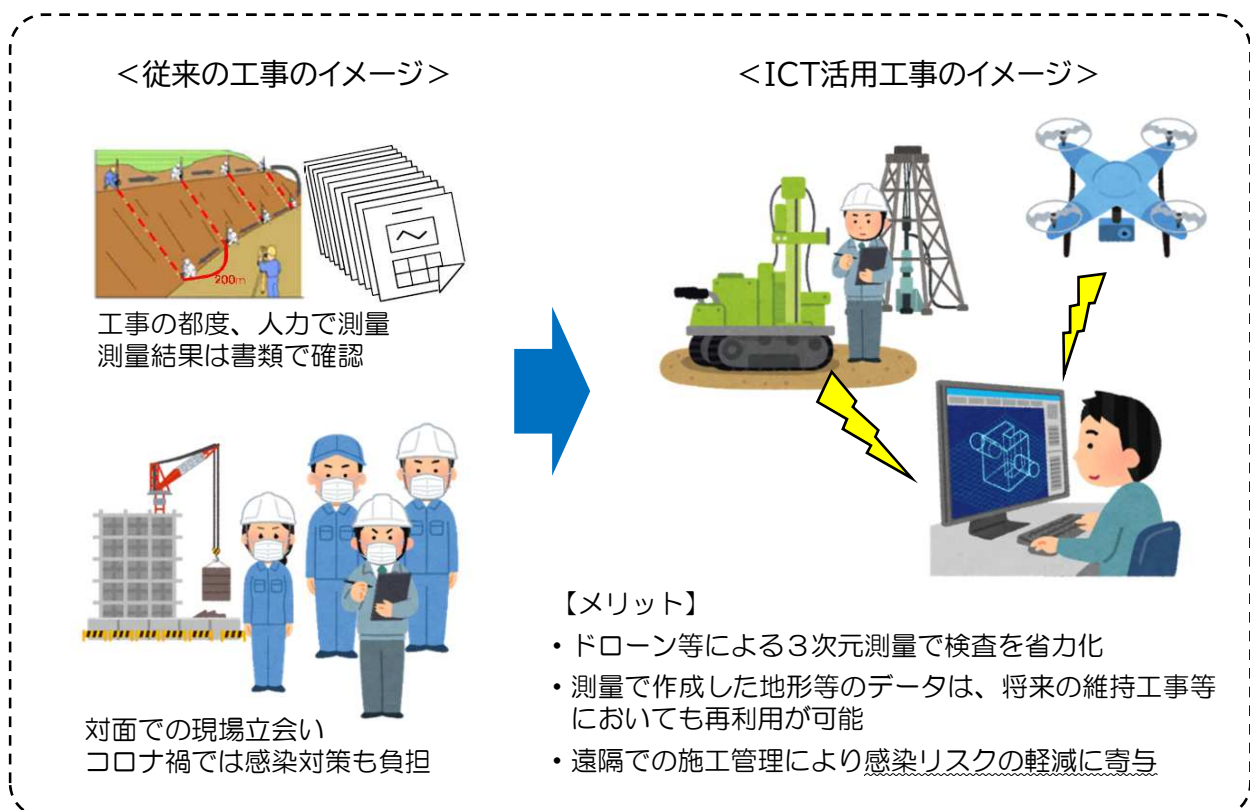 ＜従来の工事のイメージ＞
200m
工事の都度、人力で測量
測量結果は書類で確認
対面での現場立会い
コロナ禍では感染対策も負担
＜ICT活用工事のイメージ＞
【メリット】
・ドローン等による３次元測量で検査を省力化
・測量で作成した地形等のデータは、将来の維持工事等
においても再利用が可能
・遠隔での施工管理により感染リスクの軽減に寄与